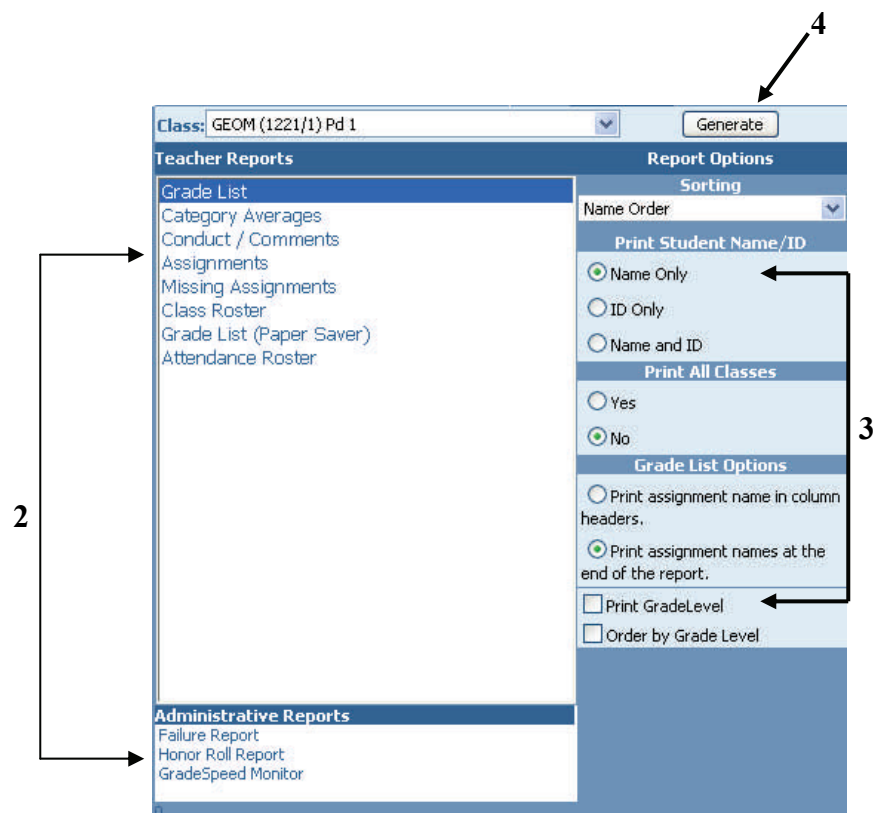 4
Class: GEOM (1221/1) Pd 1
Generate
Teacher Reports
Report Options
Grade List
Category Averages
Conduct / Comments
Assignments
Missing Assignments
Class Roster
Grade List (Paper Saver)
Attendance Roster
Sorting
Name Order
Print Student Name/ID
Name Only
ID Only
Name and ID
Print All Classes
Yes
No
Grade List Options
Print assignment name in column
headers.
Print assignment names at the
end of the report.
Print GradeLevel
Order by Grade Level
3
2
Administrative Reports
Failure Report
Honor Roll Report
GradeSpeed Monitor